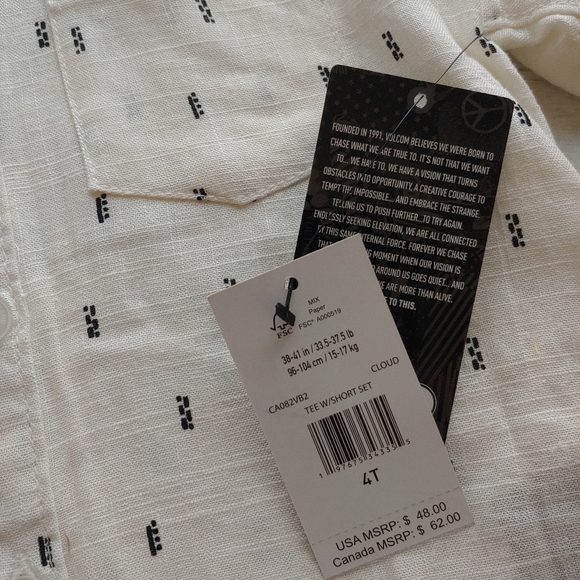 FOUNDED IN 1991, VOLCOM BELIEVES WE WERE BORN TO
CHASE WHAT WE ARE TRUE TO. IT'S NOT THAT WE WANT
TO... WE HAVE TO. WE HAVE A VISION THAT TURNS
OBSTACLES INTO OPPORTUNITY, A CREATIVE COURAGE TO
TEMPT THE IMPOSSIBLE... AND EMBRACE THE STRANGE,
TELLING US TO PUSH FURTHER...TO TRY AGAIN.
ENDLESSLY SEEKING ELEVATION, WE ARE ALL CONNECTED
BY THIS SAME ETERNAL FORCE. FOREVER WE CHASE
THAT MOMENT WHEN OUR VISION IS
AROUND US GOES QUIET... AND
WE ARE MORE THAN ALIVE.
TO THIS.
FSC
MIX
Paper
FSC® A000519
38-41 in / 33.5-37.5 lb
96-104 cm / 15-17 kg
CLOUD
CA082VB2
TEE W/SHORT SET
4T
USA MSRP: $ 48.00
Canada MSRP: $ 62.00